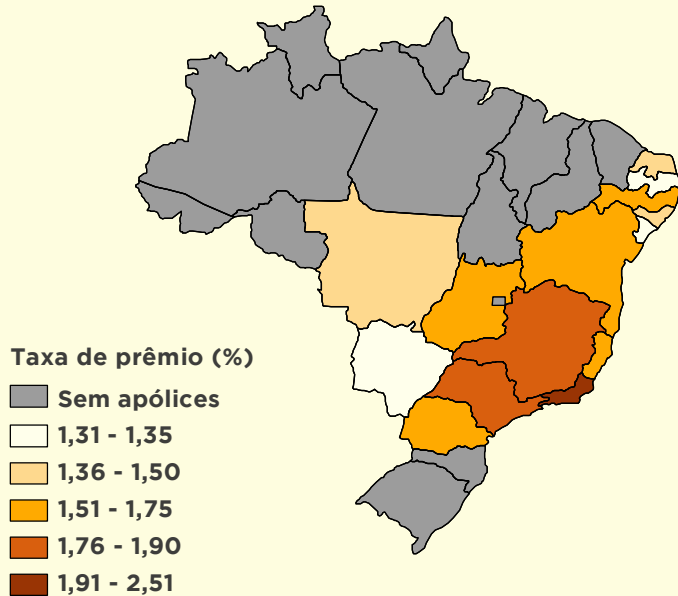 Taxa de prêmio (%)
Sem apólices
1,31 - 1,35
1,36 - 1,50
1,51 - 1,75
1,76 - 1,90
1,91 - 2,51